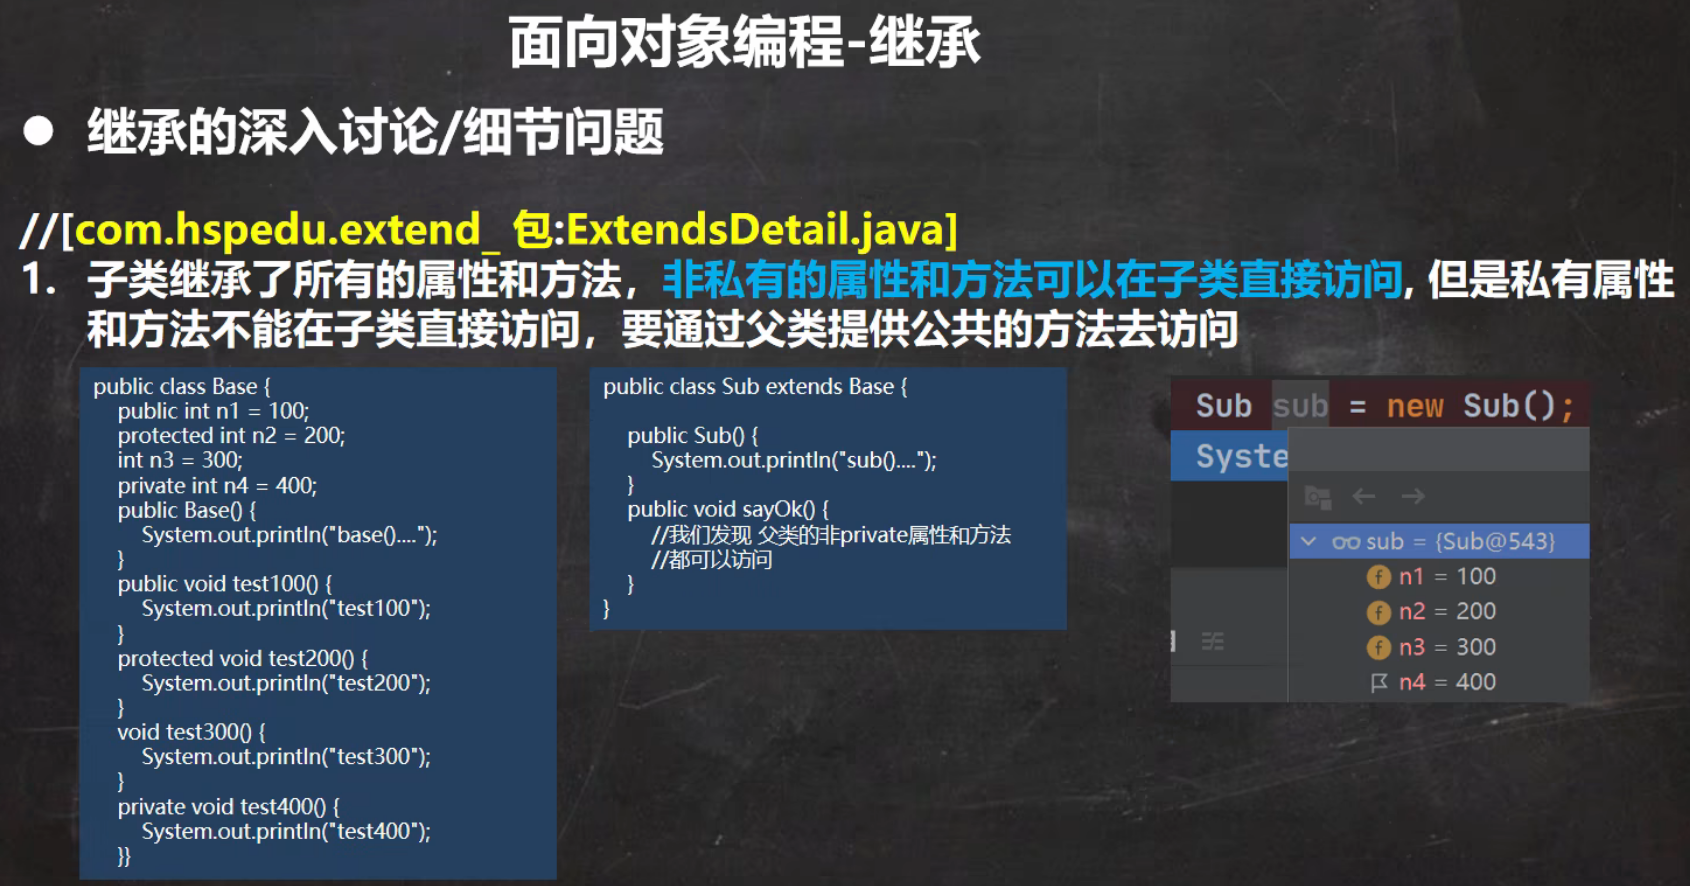 面向对象编程-继承
● 继承的深入讨论/细节问题
//[com.hspedu.extend_ 包:ExtendsDetail.java]
1. 子类继承了所有的属性和方法，非私有的属性和方法可以在子类直接访问, 但是私有属性
和方法不能在子类直接访问，要通过父类提供公共的方法去访问
public class Base {
public int n1 = 100;
protected int n2 = 200;
int n3 = 300;
private int n4 = 400;
public Base() {
System.out.println("base()....");
}
public void test100() {
System.out.println("test100");
}
protected void test200() {
System.out.println("test200");
}
void test300() {
System.out.println("test300");
}
private void test400() {
System.out.println("test400");
}}
public class Sub extends Base {
public Sub() {
System.out.println("sub()....");
}
public void sayOk() {
//我们发现 父类的非private属性和方法
//都可以访问
}
}
Sub sub = new Sub();
Syste
sub = {Sub@543}
n1 = 100
n2 = 200
n3 = 300
n4 = 400